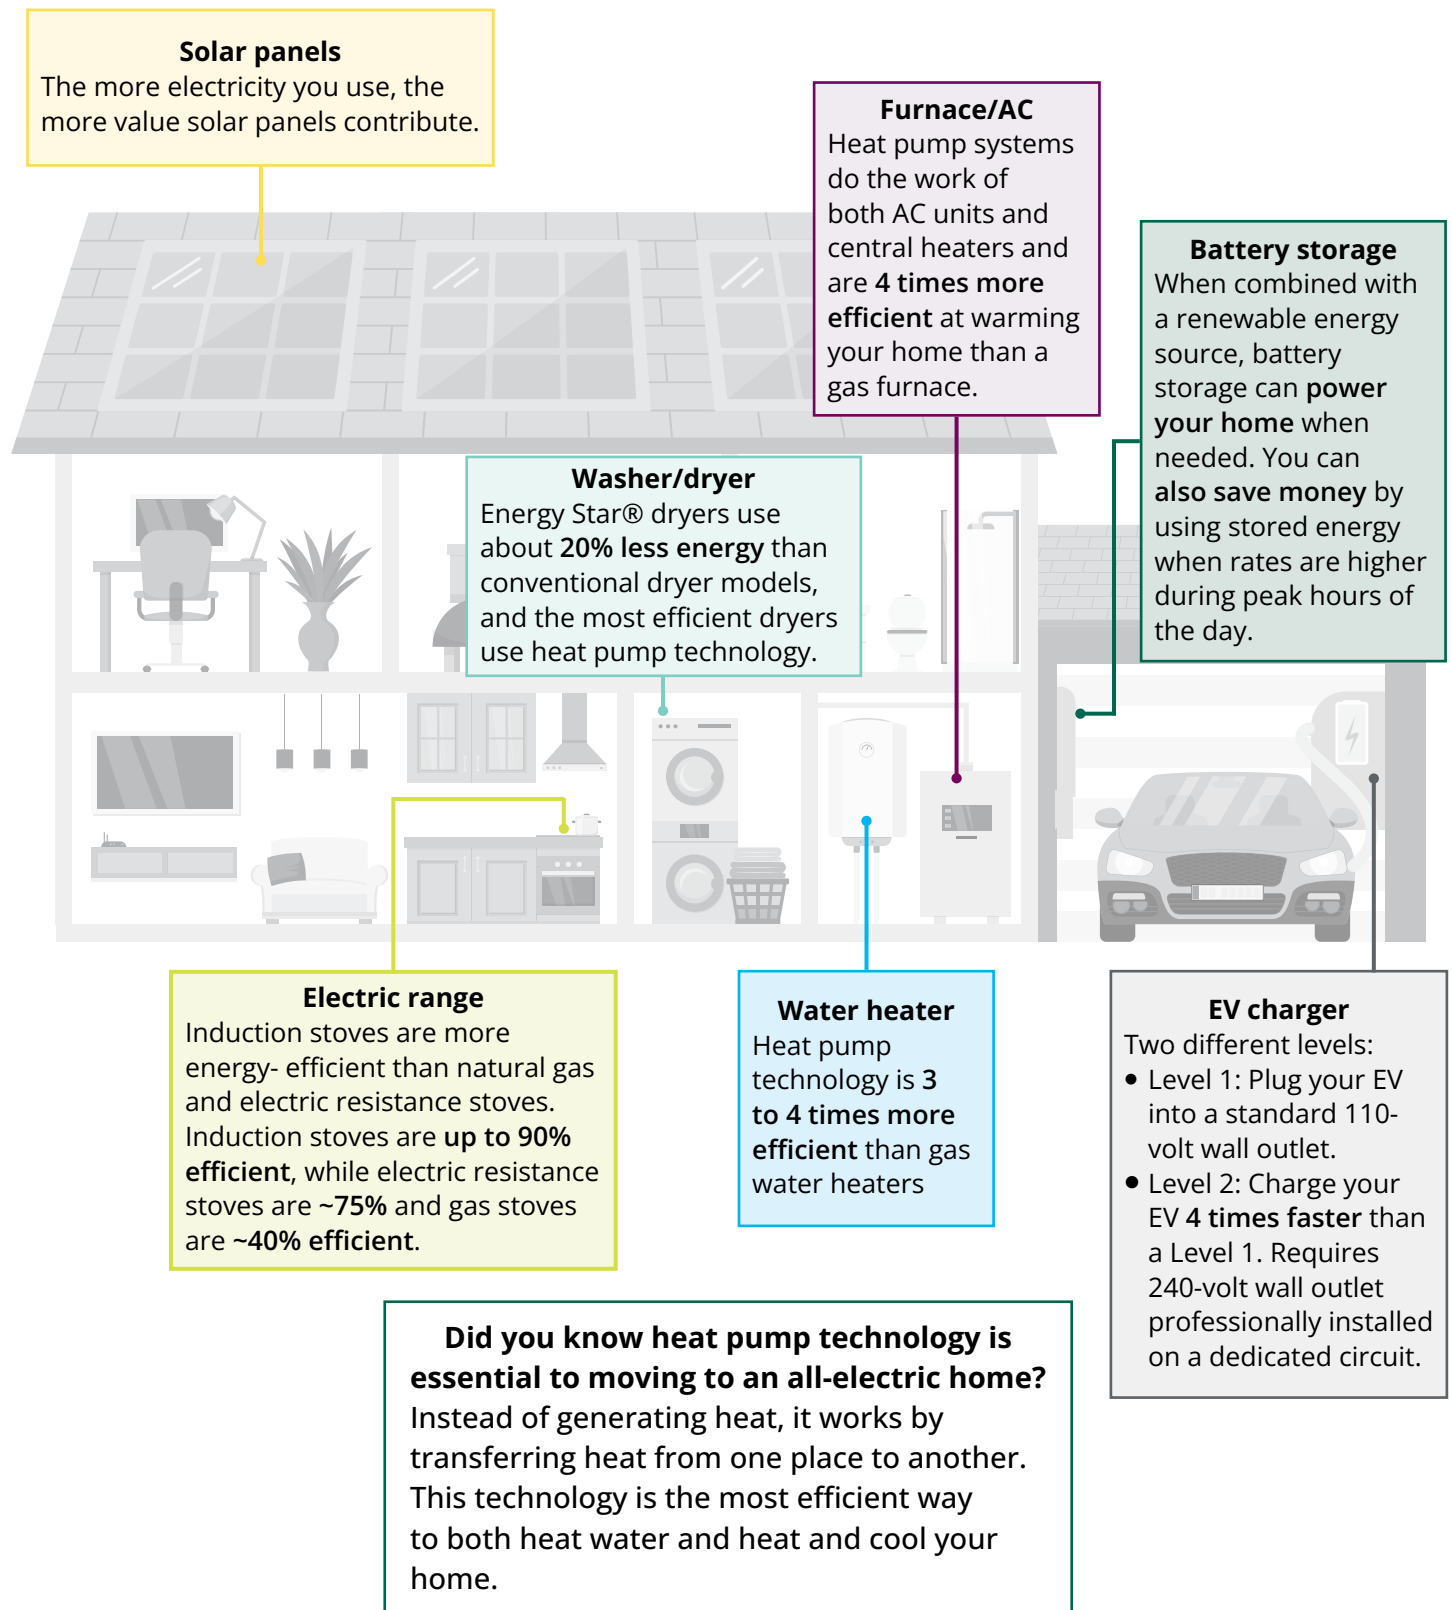 Solar panels
The more electricity you use, the
more value solar panels contribute.
Furnace/AC
Heat pump systems
do the work of
both AC units and
central heaters and
are 4 times more
efficient at warming
your home than a
gas furnace.
Battery storage
When combined with
a renewable energy
source, battery
storage can power
your home when
needed. You can
also save money by
using stored energy
when rates are higher
during peak hours of
the day.
Washer/dryer
Energy Star® dryers use
about 20% less energy than
conventional dryer models,
and the most efficient dryers
use heat pump technology.
Electric range
Induction stoves are more
energy- efficient than natural gas
and electric resistance stoves.
Induction stoves are up to 90%
efficient, while electric resistance
stoves are ~75% and gas stoves
are ~40% efficient.
Water heater
Heat pump
technology is 3
to 4 times more
efficient than gas
water heaters
EV charger
Two different levels:
• Level 1: Plug your EV
into a standard 110-
volt wall outlet.
• Level 2: Charge your
EV 4 times faster than
a Level 1. Requires
240-volt wall outlet
professionally installed
on a dedicated circuit.
Did you know heat pump technology is
essential to moving to an all-electric home?
Instead of generating heat, it works by
transferring heat from one place to another.
This technology is the most efficient way
to both heat water and heat and cool your
home.